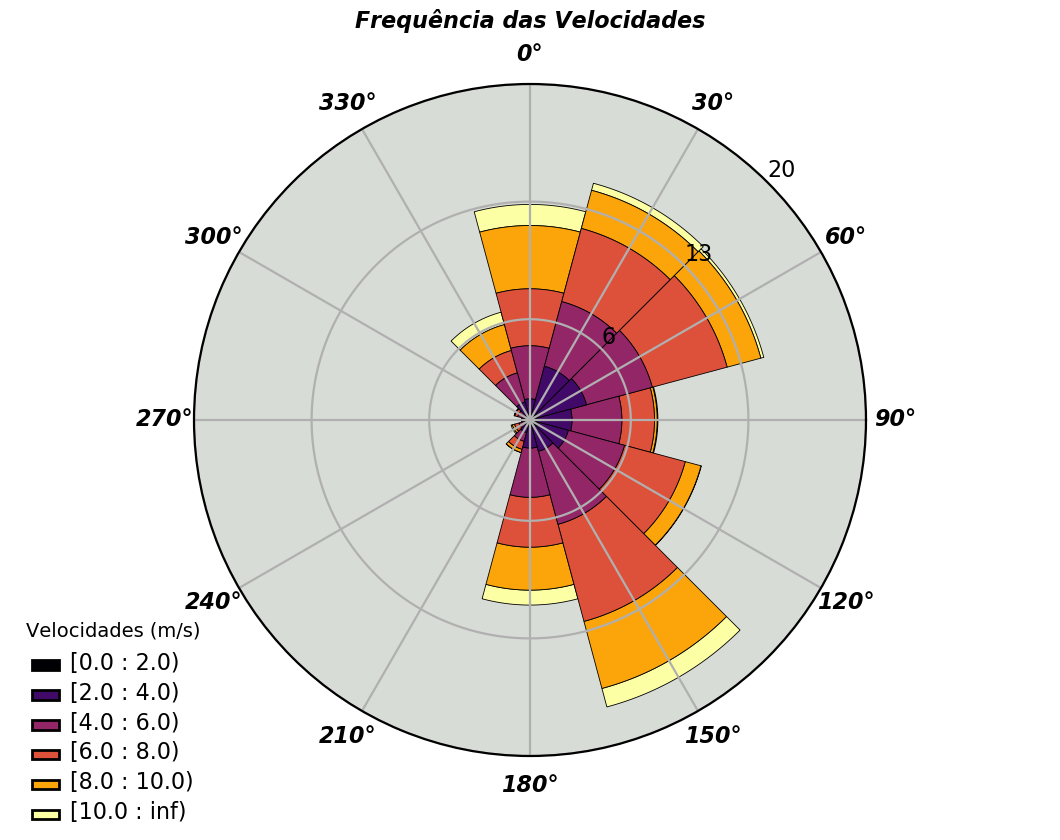 Frequência das Velocidades
0°
330°
30°
20
300°
60°
13
6
270°
90°
240°
120°
210°
150°
180°
Velocidades (m/s)
[0.0 : 2.0)
[2.0 : 4.0)
[4.0 : 6.0)
[6.0 : 8.0)
[8.0 : 10.0)
[10.0 : inf)